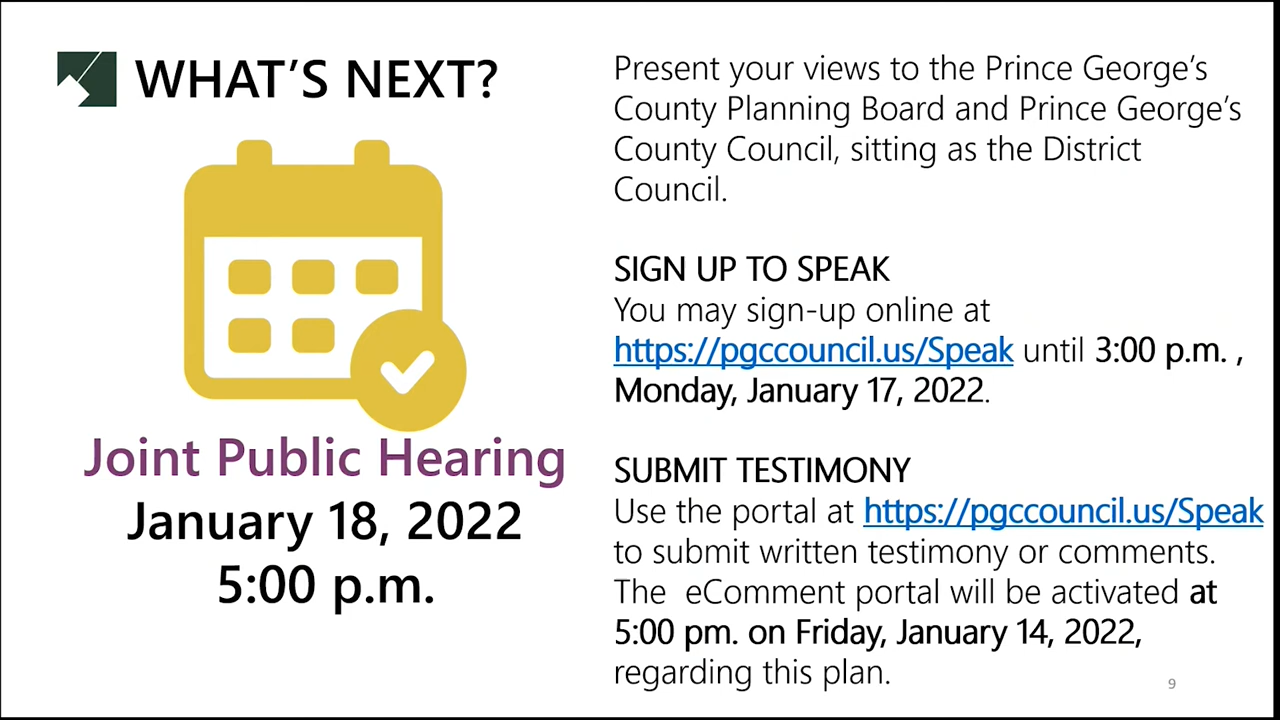 WHAT'S NEXT?
Joint Public Hearing
January 18, 2022
5:00 p.m.
Present your views to the Prince George's
County Planning Board and Prince George's
County Council, sitting as the District
Council.
SIGN UP TO SPEAK
You may sign-up online at
https://pgccouncil.us/Speak until 3:00 p.m. ,
Monday, January 17, 2022.
SUBMIT TESTIMONY
Use the portal at https://pgccouncil.us/Speak
to submit written testimony or comments.
The  eComment portal will be activated at
5:00 pm. on Friday, January 14, 2022,
regarding this plan.
9